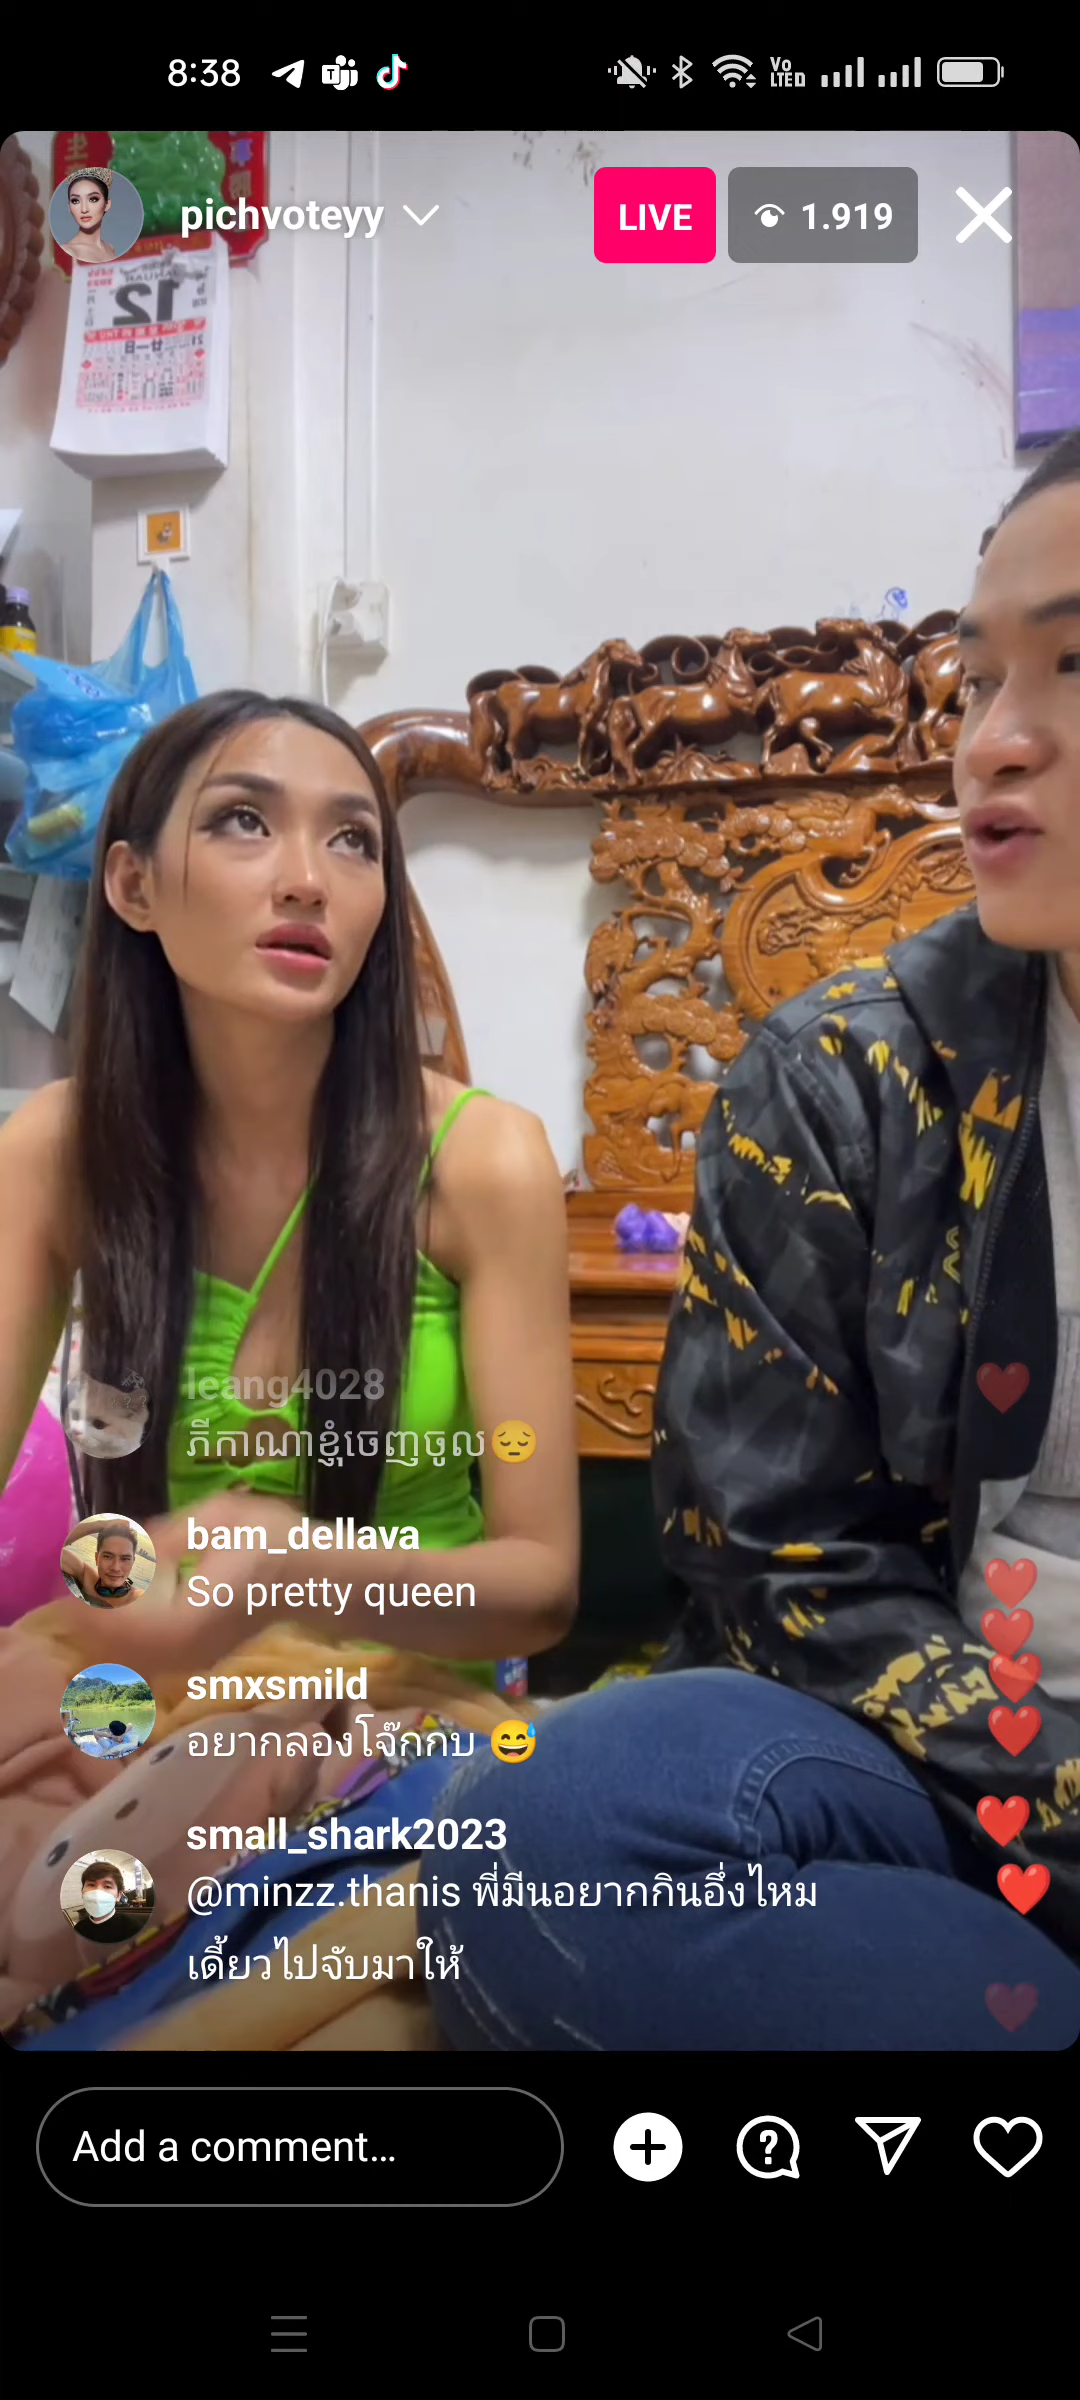 8:38
Vo
LTED
pichvoteyy
LIVE
1.919
12
leang4028
ភីកាណាខ្ញុំចេញចូល😔
bam_dellava
So pretty queen
smxsmild
อยากลองโจ๊กกบ 😅
small_shark2023
@minzz.thanis พี่มีนอยากกินอึ่งไหม
เดี้ยวไปจับมาให้
Add a comment...